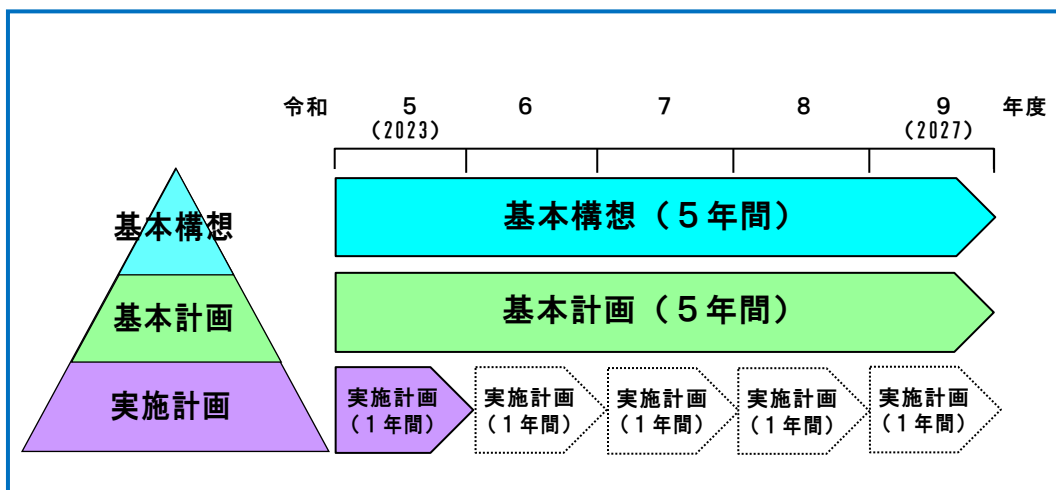 令和 5 6 7 8 9 年度
(2023) (2027)
基本構想
基本構想（５年間）
基本計画
基本計画（５年間）
実施計画
実施計画
(１年間)
実施計画
(１年間)
実施計画
(１年間)
実施計画
(１年間)
実施計画
(１年間)